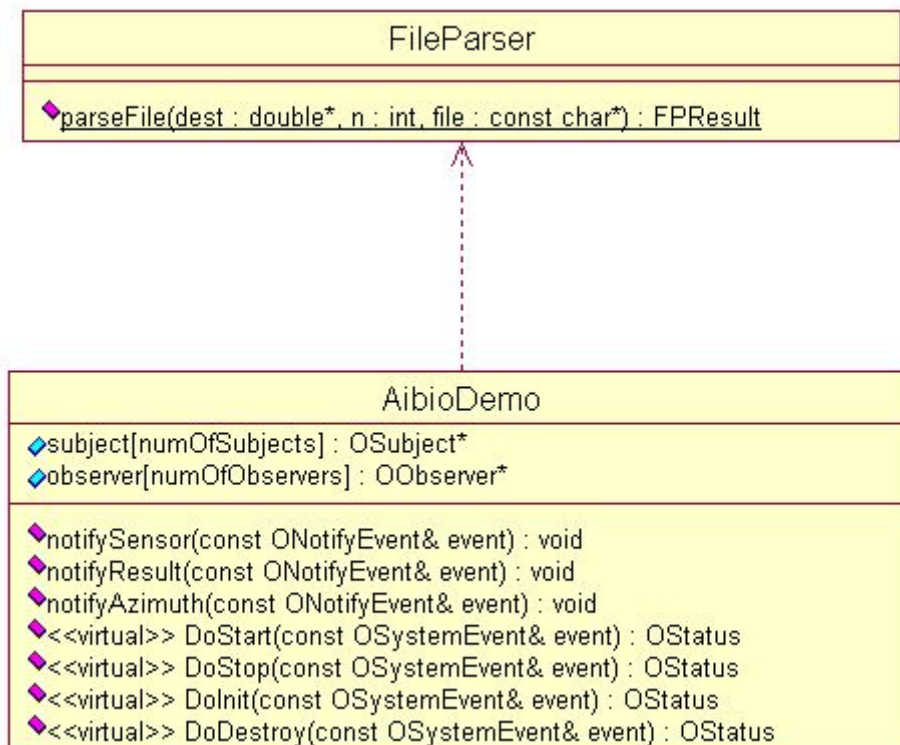 FileParser
parseFile(dest : double*, n : int, file : const char*) : FPResult
AibioDemo
subject[numOfSubjects] : OSubject*
observer[numOfObservers] : OObserver*
notifySensor(const ONotifyEvent& event) : void
notifyResult(const ONotifyEvent& event) : void
notifyAzimuth(const ONotifyEvent& event) : void
<<virtual>> DoStart(const OSystemEvent& event) : OStatus
<<virtual>> DoStop(const OSystemEvent& event) : OStatus
<<virtual>> DoInit(const OSystemEvent& event) : OStatus
<<virtual>> DoDestroy(const OSystemEvent& event) : OStatus